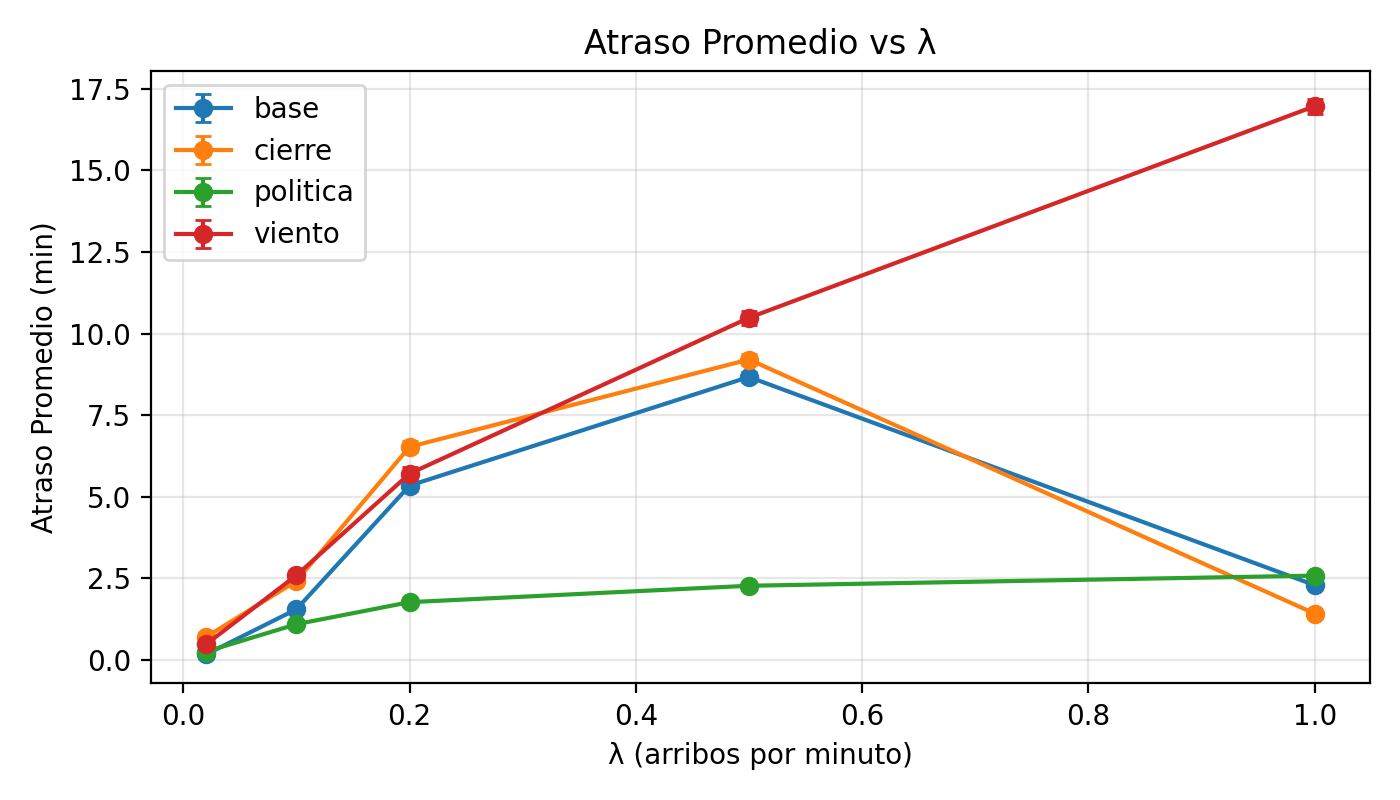 Atraso Promedio vs λ
base
cierre
politica
viento
17.5
15.0
12.5
10.0
7.5
5.0
2.5
0.0
Atraso Promedio (min)
0.0 0.2 0.4 0.6 0.8 1.0
λ (arribos por minuto)